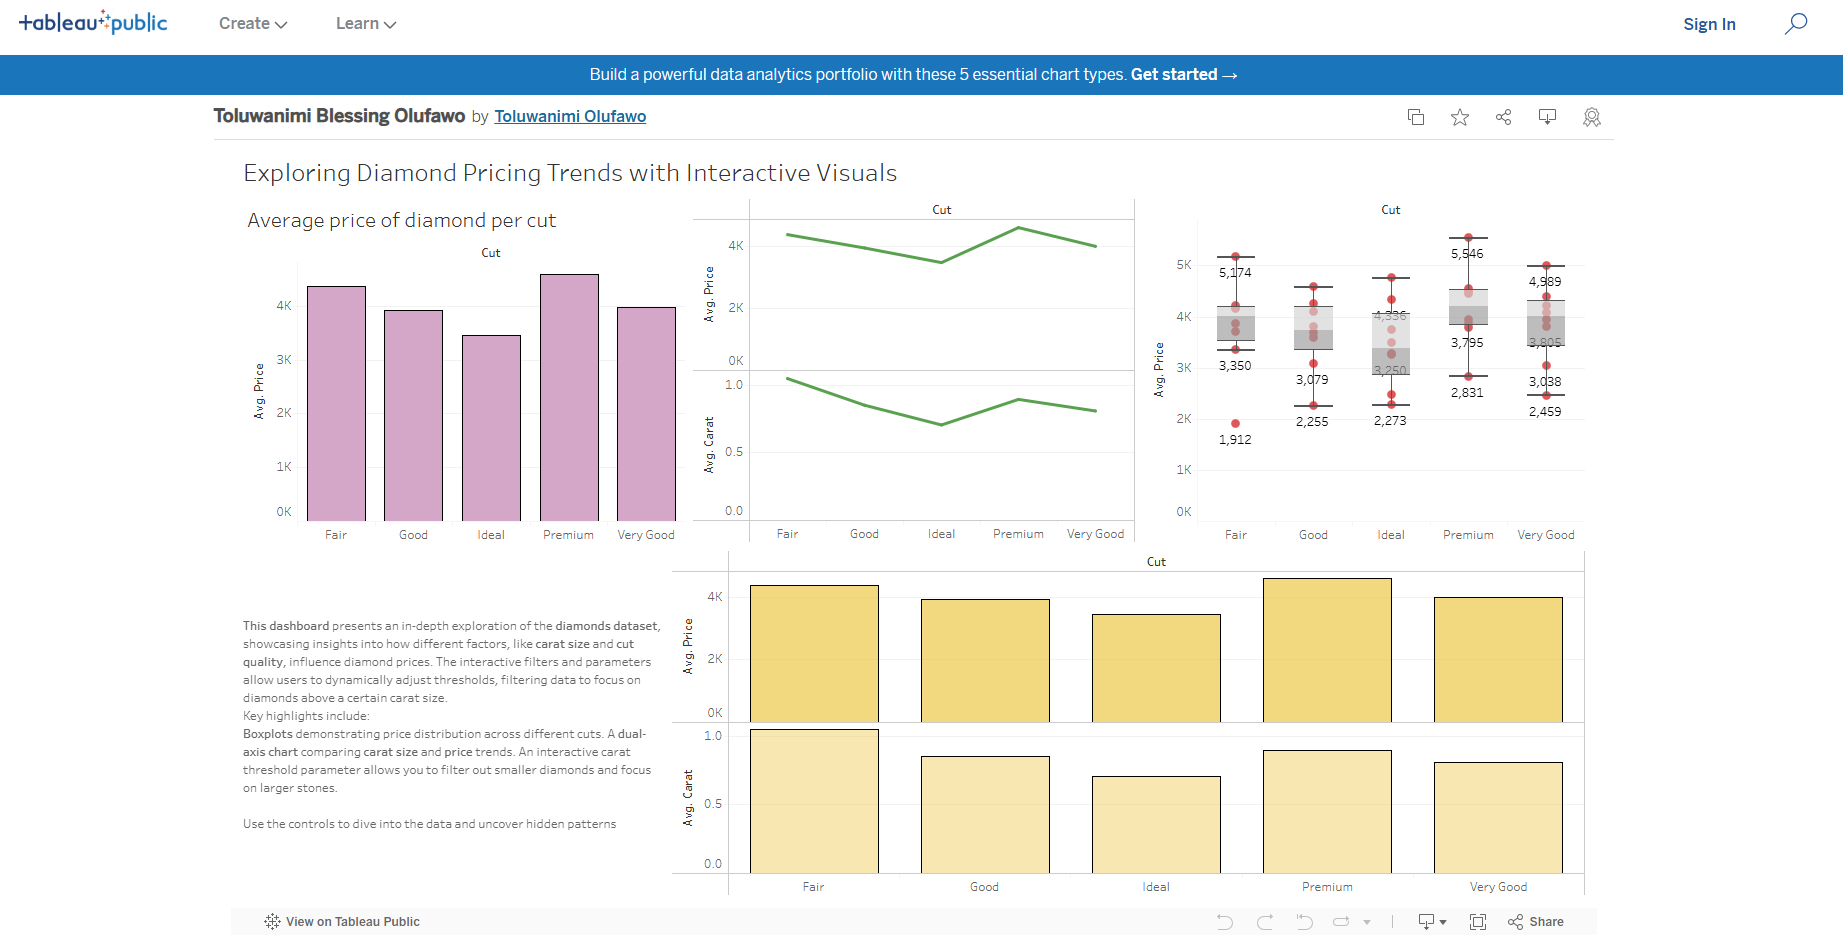 +ableau public
Create
Learn
Sign In
Build a powerful data analytics portfolio with these 5 essential chart types. Get started →
Toluwanimi Blessing Olufawo by Toluwanimi Olufawo
Exploring Diamond Pricing Trends with Interactive Visuals
Average price of diamond per cut
Cut
Avg. Price
4K
3K
2K
1K
0K
Fair Good Ideal Premium Very Good
Cut
Avg. Price
4K
2K
0K
Avg. Carat
1.0
0.5
0.0
Fair Good Ideal Premium Very Good
Cut
Avg. Price
5K
4K
3K
2K
1K
0K
5,174
3,350
1,912
3,079
2,255
4,336
3,250
2,273
5,546
3,795
2,831
4,989
3,805
3,038
2,459
Fair Good Ideal Premium Very Good
This dashboard presents an in-depth exploration of the diamonds dataset,
showcasing insights into how different factors, like carat size and cut
quality, influence diamond prices. The interactive filters and parameters
allow users to dynamically adjust thresholds, filtering data to focus on
diamonds above a certain carat size.
Key highlights include:
Boxplots demonstrating price distribution across different cuts. A dual-
axis chart comparing carat size and price trends. An interactive carat
threshold parameter allows you to filter out smaller diamonds and focus
on larger stones.
Use the controls to dive into the data and uncover hidden patterns
Cut
Avg. Price
4K
2K
0K
Avg. Carat
1.0
0.5
0.0
Fair Good Ideal Premium Very Good
View on Tableau Public
Share